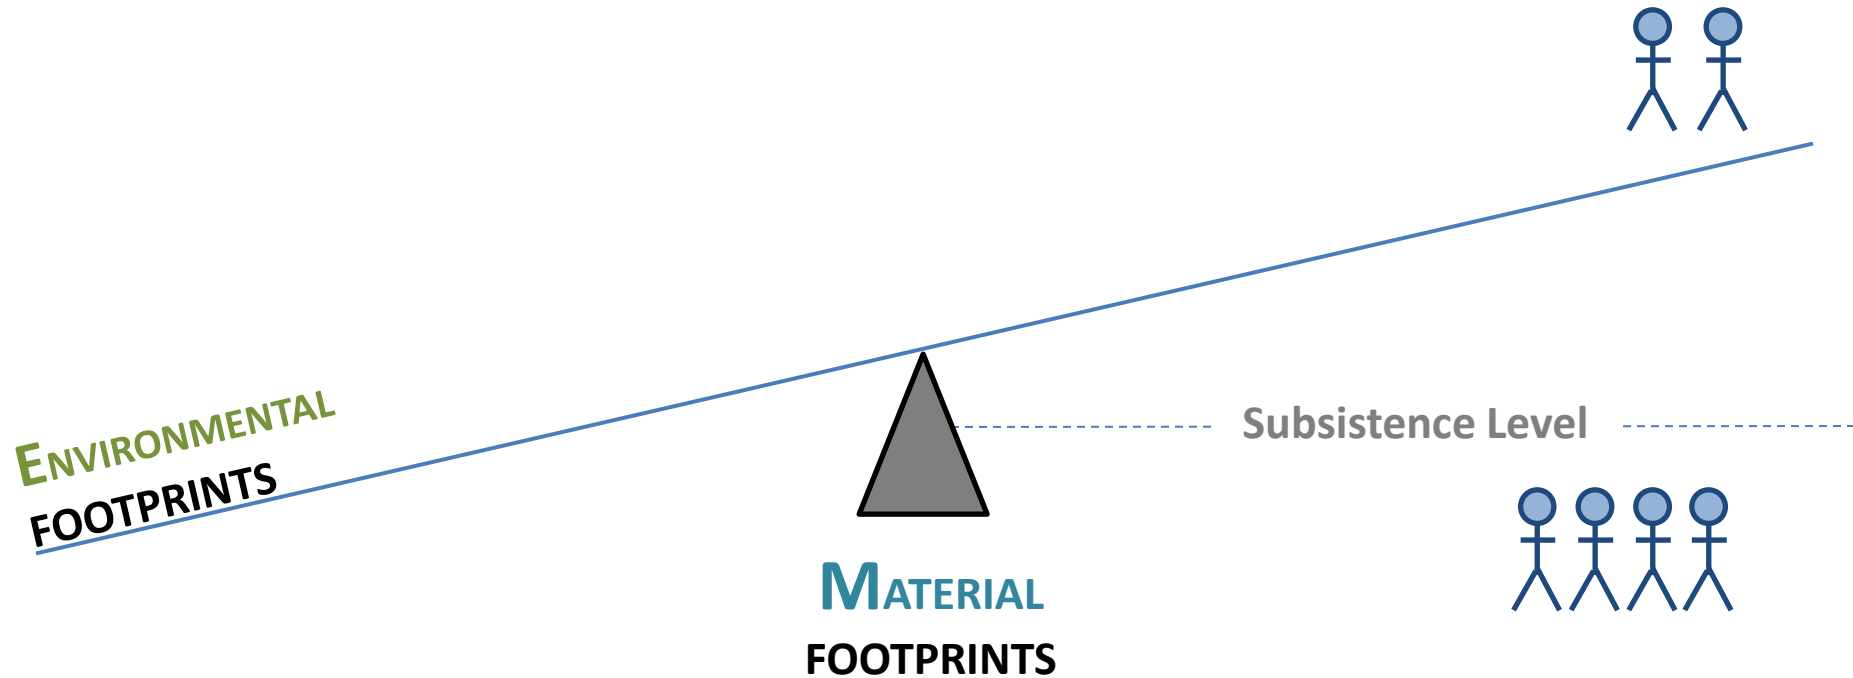 ENVIRONMENTAL
FOOTPRINTS
Subsistence Level
MATERIAL
FOOTPRINTS